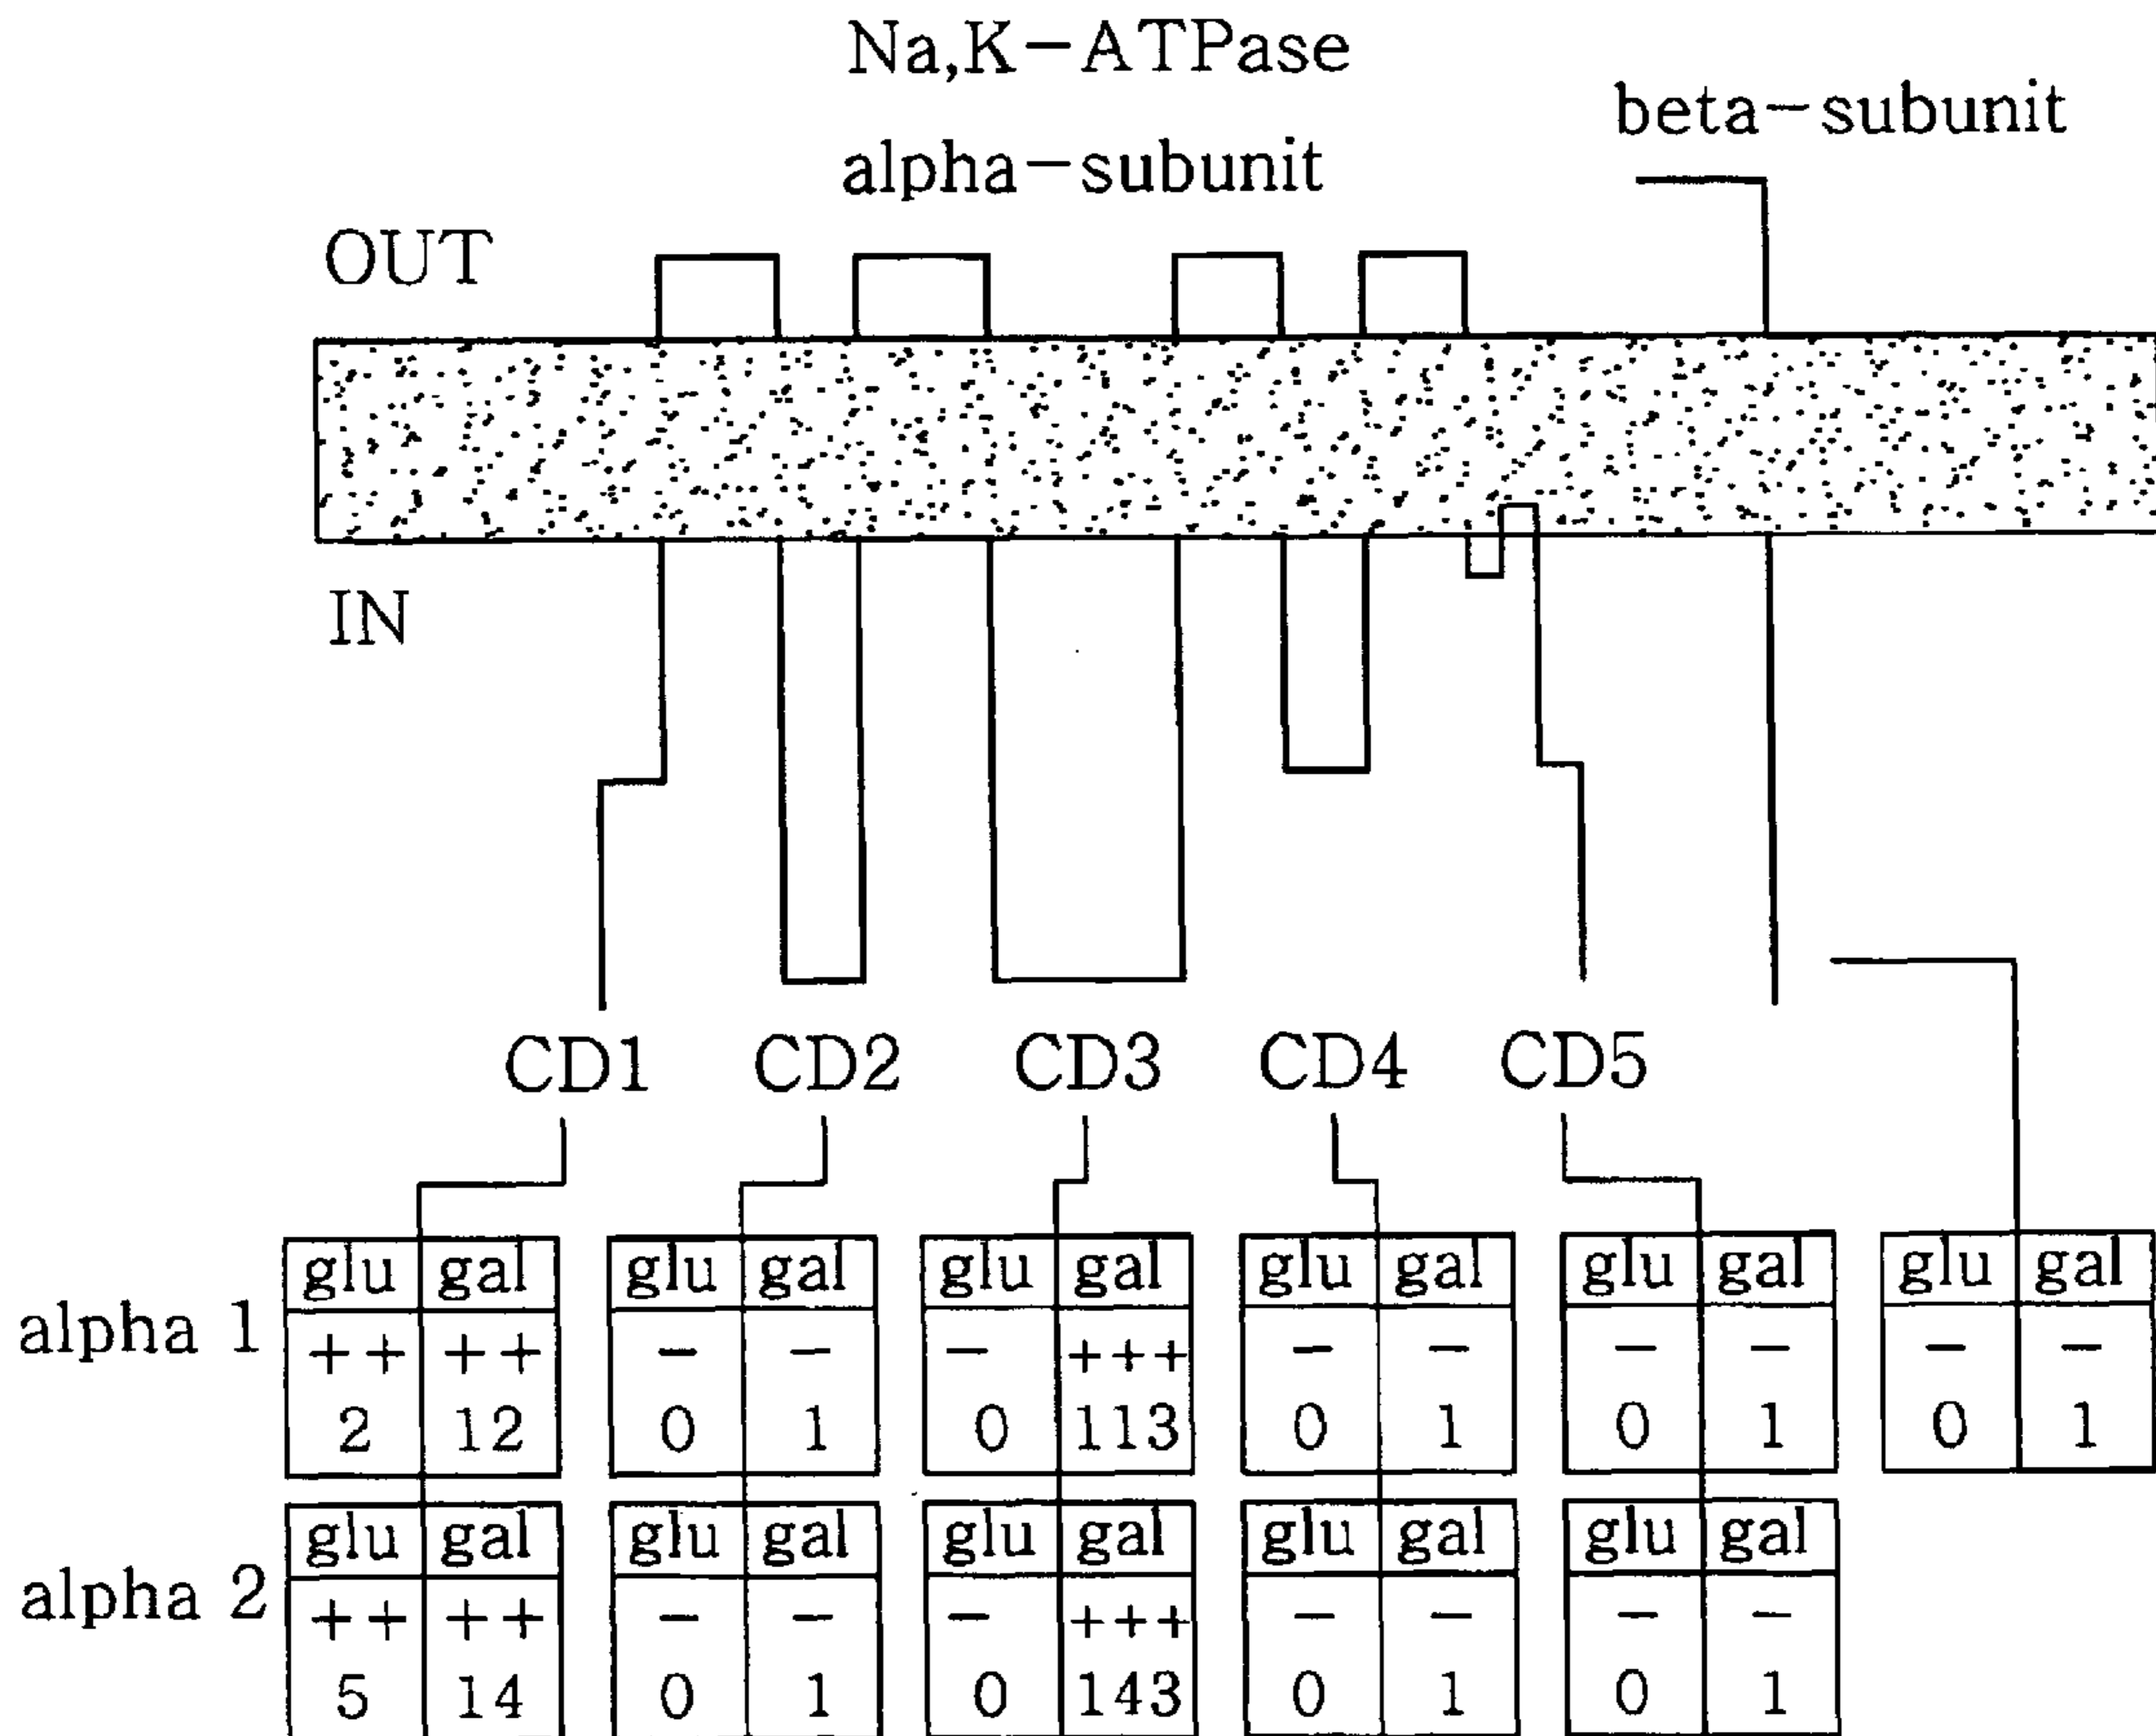 Na,K-ATPase
alpha-subunit
beta-subunit
OUT
IN
CD1 CD2 CD3 CD4 CD5
glu gal glu gal glu gal glu gal glu gal glu gal
alpha 1
++ ++ - - - +++ - - - - - -
2 12 0 1 0 113 0 1 0 1 0 1
glu gal glu gal glu gal glu gal glu gal
alpha 2
++ ++ - - - +++ - - - -
5 14 0 1 0 143 0 1 0 1